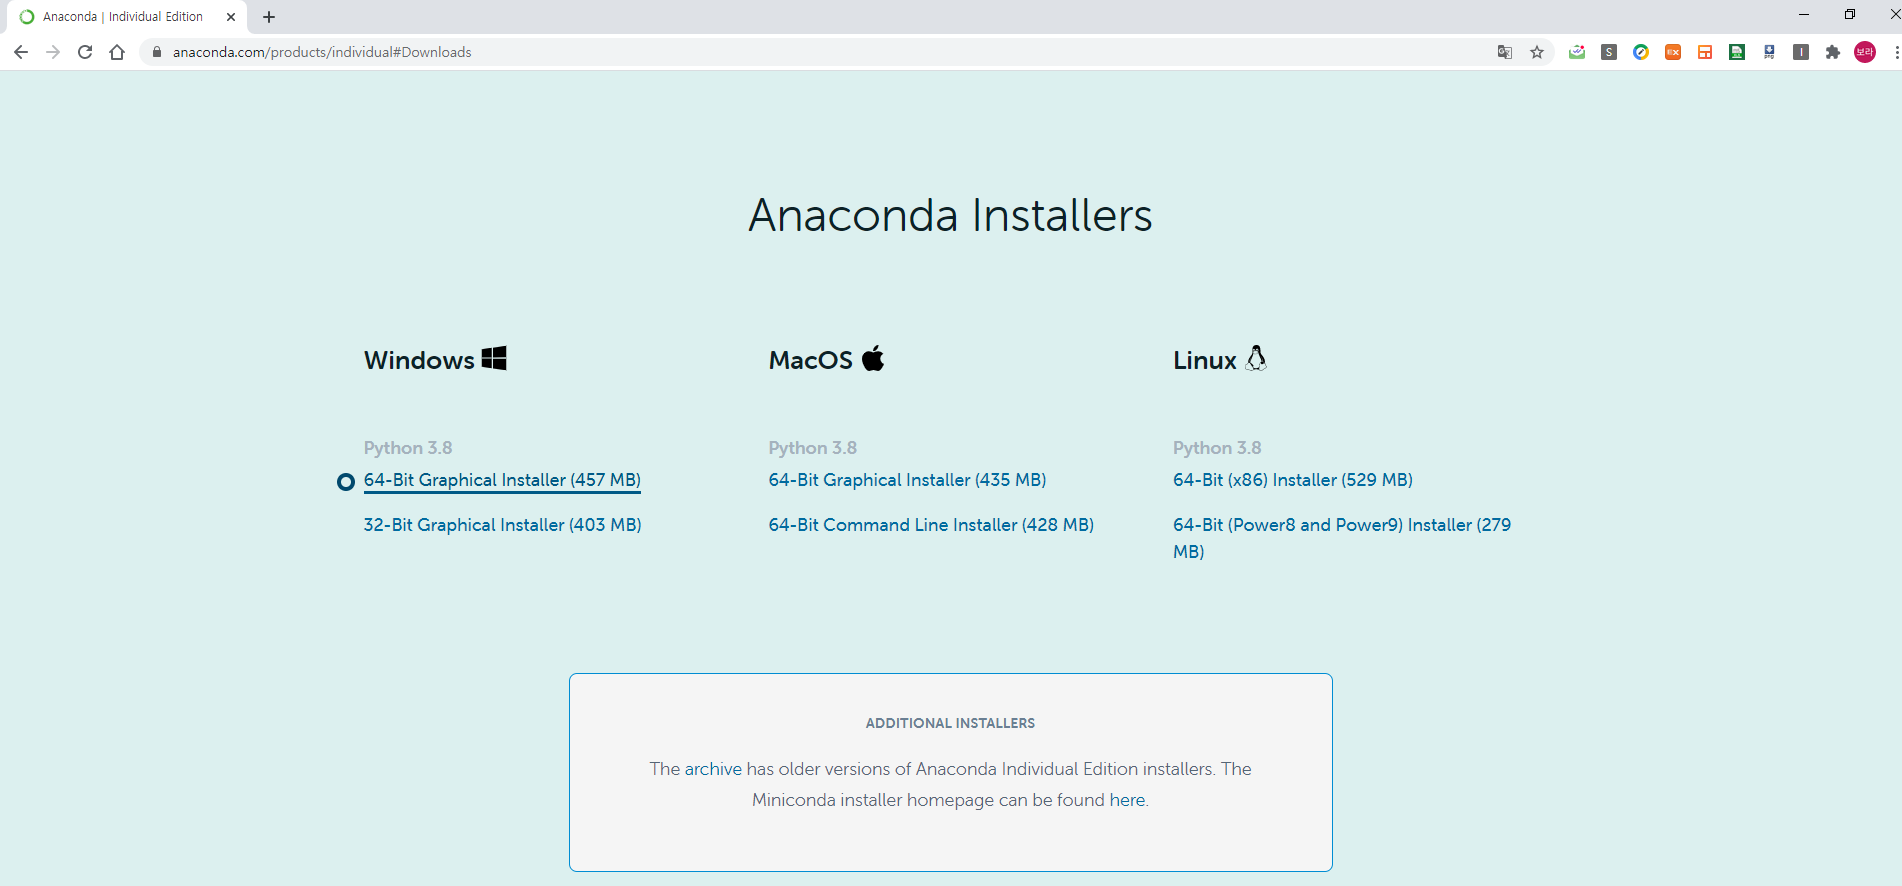 Anaconda | Individual Edition
anaconda.com/products/individual#Downloads
S
EX
png
I
보라
Anaconda Installers
Windows
MacOS
Linux
Python 3.8
Python 3.8
Python 3.8
64-Bit Graphical Installer (457 MB)
64-Bit Graphical Installer (435 MB)
64-Bit (x86) Installer (529 MB)
32-Bit Graphical Installer (403 MB)
64-Bit Command Line Installer (428 MB)
64-Bit (Power8 and Power9) Installer (279
MB)
ADDITIONAL INSTALLERS
The archive has older versions of Anaconda Individual Edition installers. The
Miniconda installer homepage can be found here.